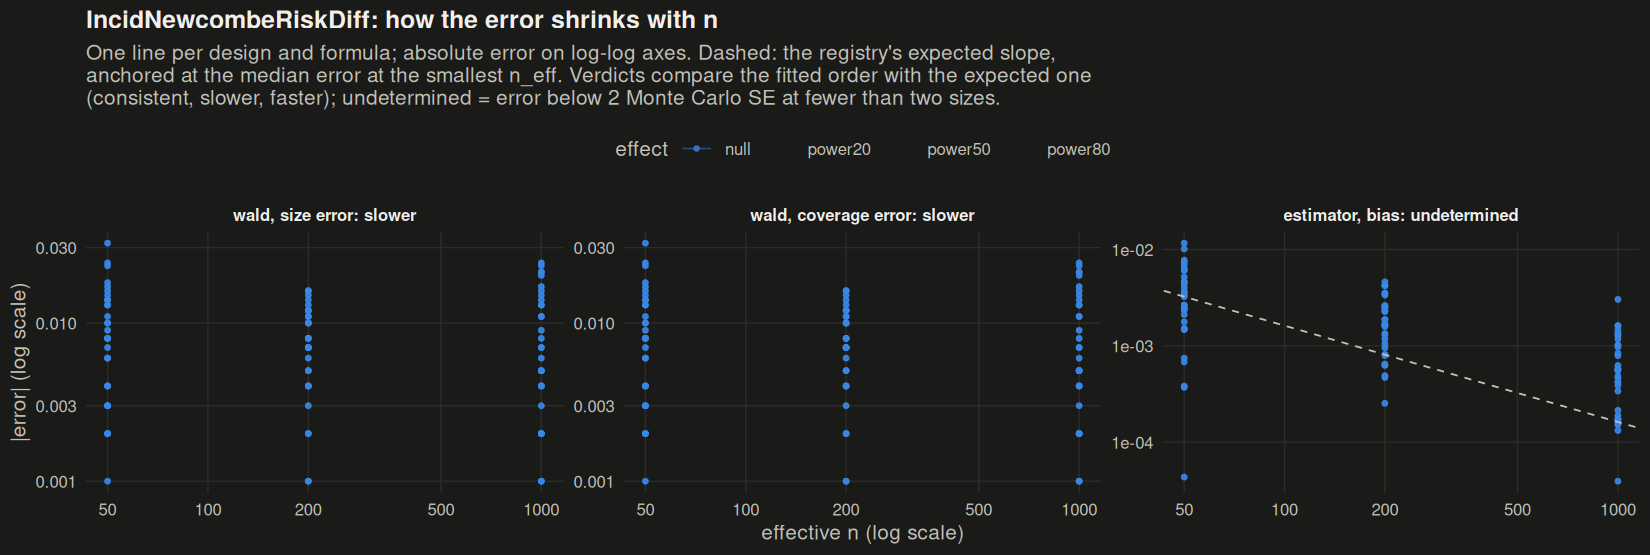 IncidNewcombeRiskDiff: how the error shrinks with n
One line per design and formula; absolute error on log-log axes. Dashed: the registry's expected slope,
anchored at the median error at the smallest n_eff. Verdicts compare the fitted order with the expected one
(consistent, slower, faster); undetermined = error below 2 Monte Carlo SE at fewer than two sizes.
effect null power20 power50 power80
wald, size error: slower
wald, coverage error: slower
estimator, bias: undetermined
|error| (log scale)
0.030
0.010
0.003
0.001
50 100 200 500 1000
0.030
0.010
0.003
0.001
50 100 200 500 1000
1e-02
1e-03
1e-04
50 100 200 500 1000
effective n (log scale)